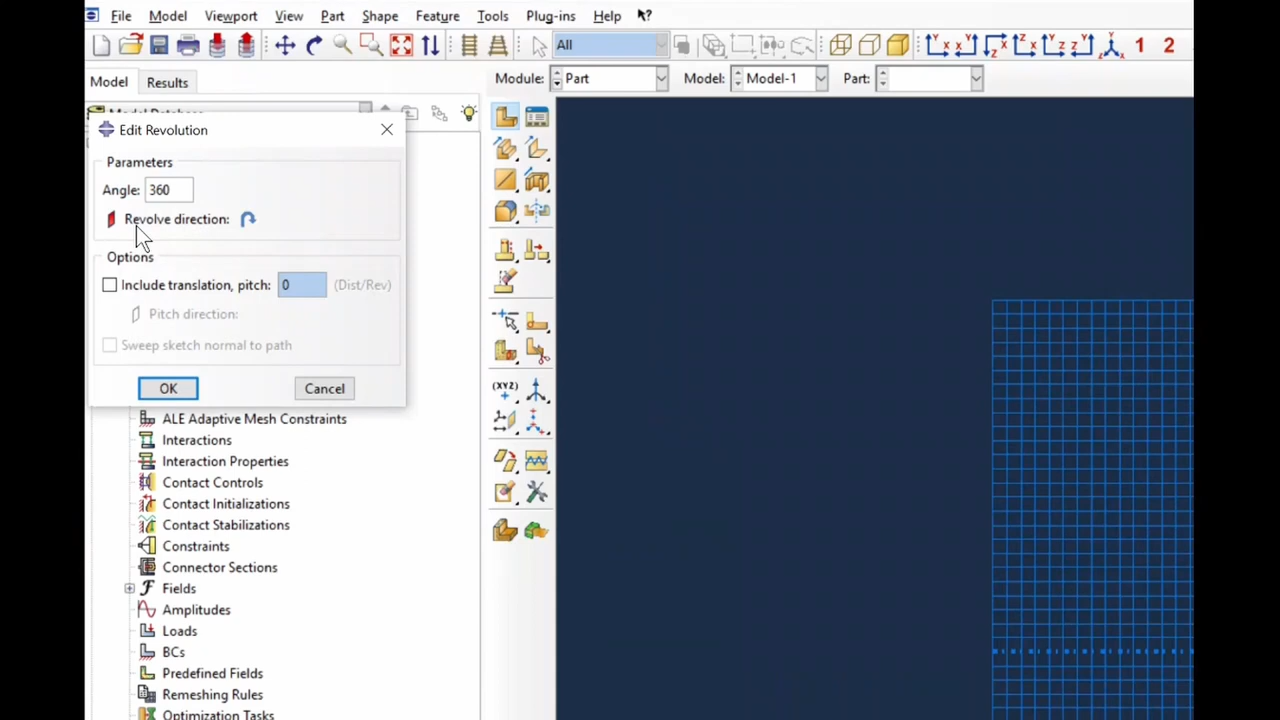 File Model Viewport View Part Shape Feature Tools Plug-ins Help
All
1 2
Model Results
Module: Part Model: Model-1 Part:
Model Database
Edit Revolution
Parameters
Angle: 360
Revolve direction:
Options
Include translation, pitch: 0 (Dist/Rev)
Pitch direction:
Sweep sketch normal to path
OK Cancel
(XYZ)
ALE Adaptive Mesh Constraints
Interactions
Interaction Properties
Contact Controls
Contact Initializations
Contact Stabilizations
Constraints
Connector Sections
Fields
Amplitudes
Loads
BCs
Predefined Fields
Remeshing Rules
Optimization Tasks